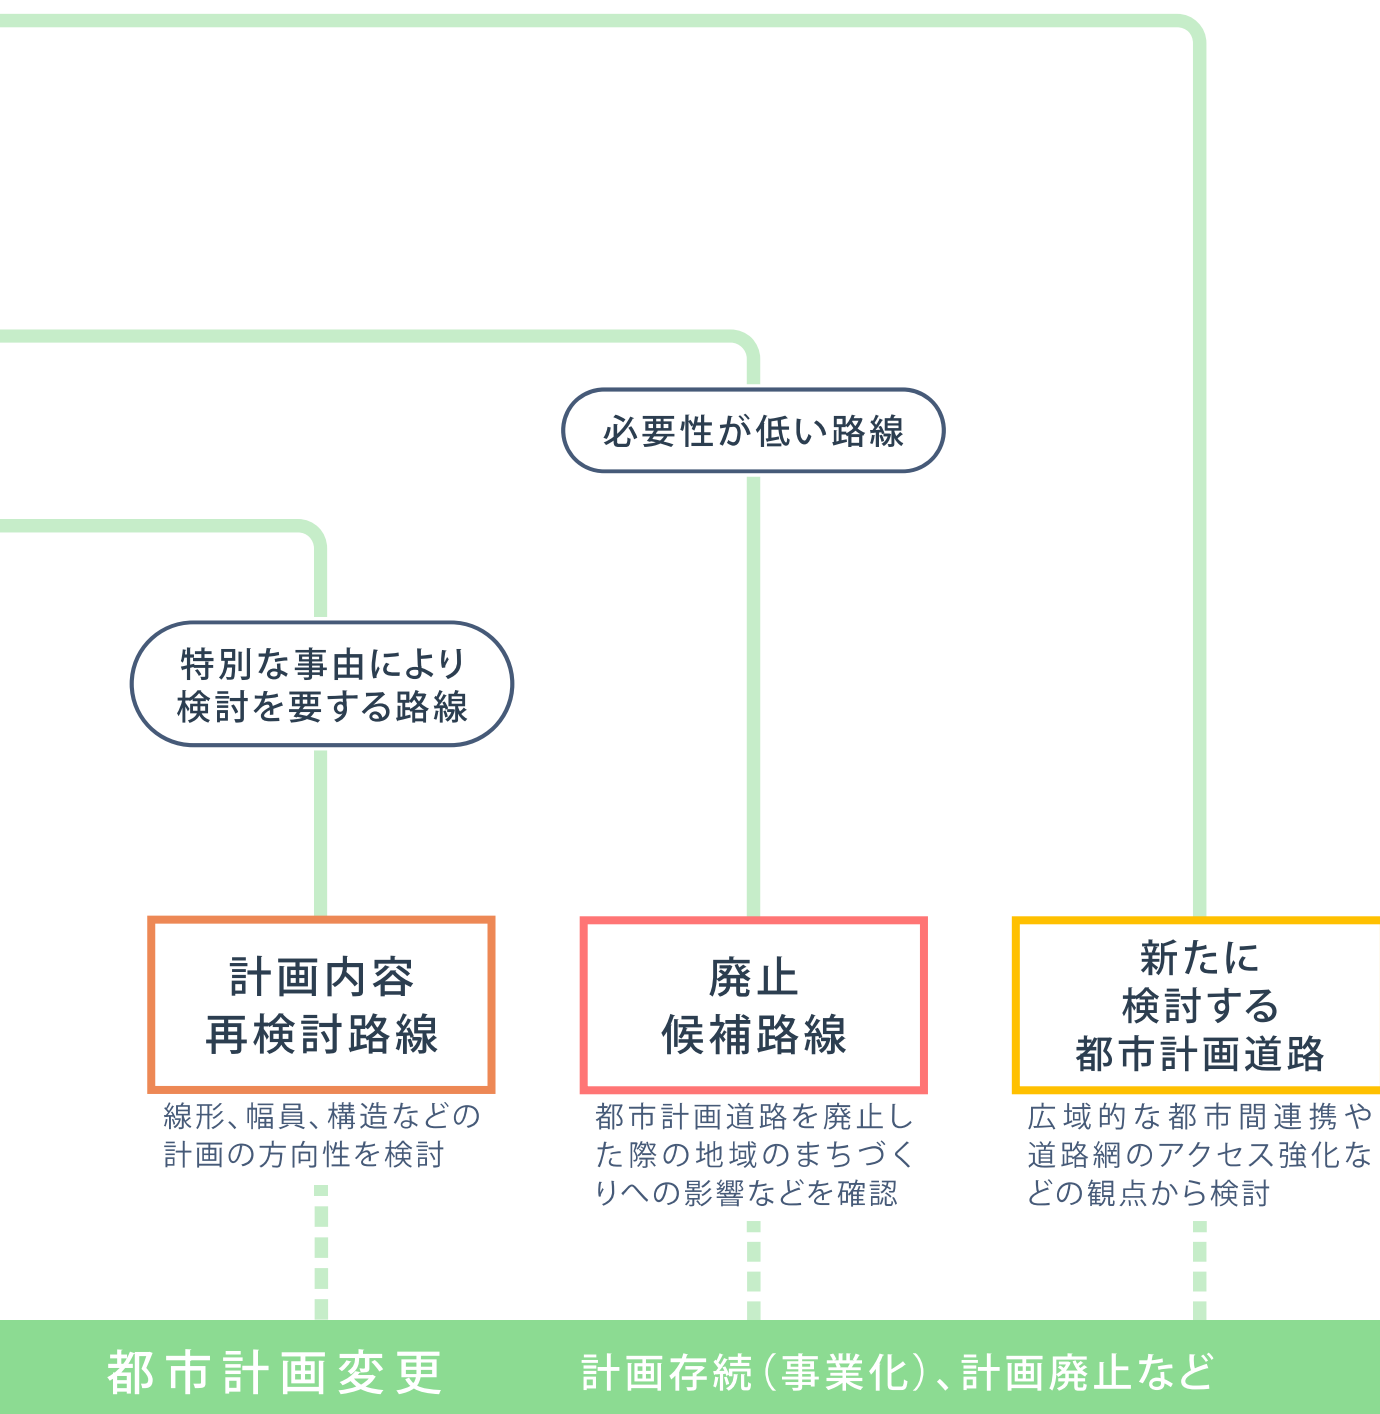 必要性が低い路線
特別な事由により
検討を要する路線
計画内容
再検討路線
線形、幅員、構造などの
計画の方向性を検討
廃止
候補路線
都市計画道路を廃止し
た際の地域のまちづく
りへの影響などを確認
新たに
検討する
都市計画道路
広域的な都市間連携や
道路網のアクセス強化な
どの観点から検討
都市計画変更
計画存続(事業化)、計画廃止など